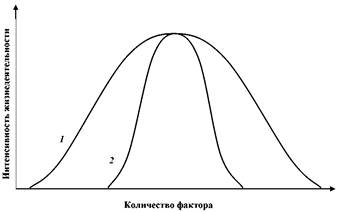 Интенсивность жизнедеятельности
1
2
Количество фактора